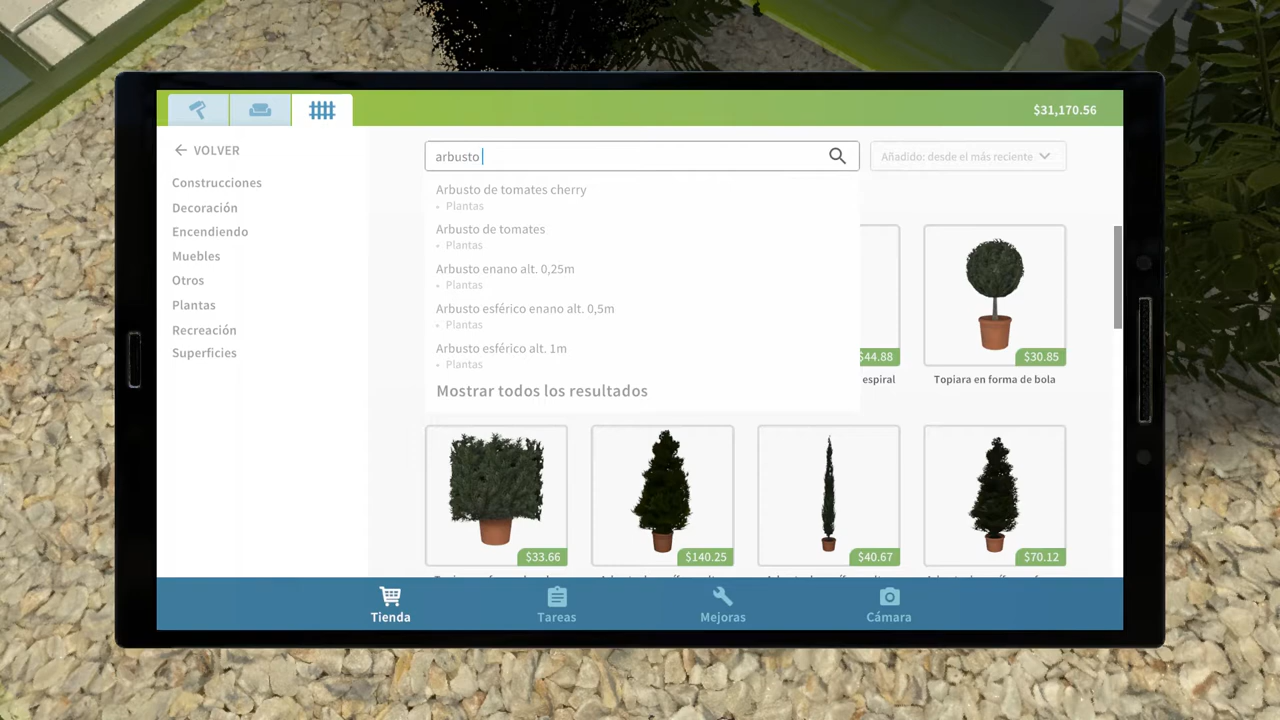 $31,170.56
VOLVER
Construcciones
Decoración
Encendiendo
Muebles
Otros
Plantas
Recreación
Superficies
arbusto
Añadido: desde el más reciente
Arbusto de tomates cherry
• Plantas
Arbusto de tomates
• Plantas
Arbusto enano alt. 0,25m
• Plantas
Arbusto esférico enano alt. 0,5m
• Plantas
Arbusto esférico alt. 1m
• Plantas
Mostrar todos los resultados
$44.88
$30.85
espiral
Topiara en forma de bola
$33.66
$140.25
$40.67
$70.12
Tienda
Tareas
Mejoras
Cámara